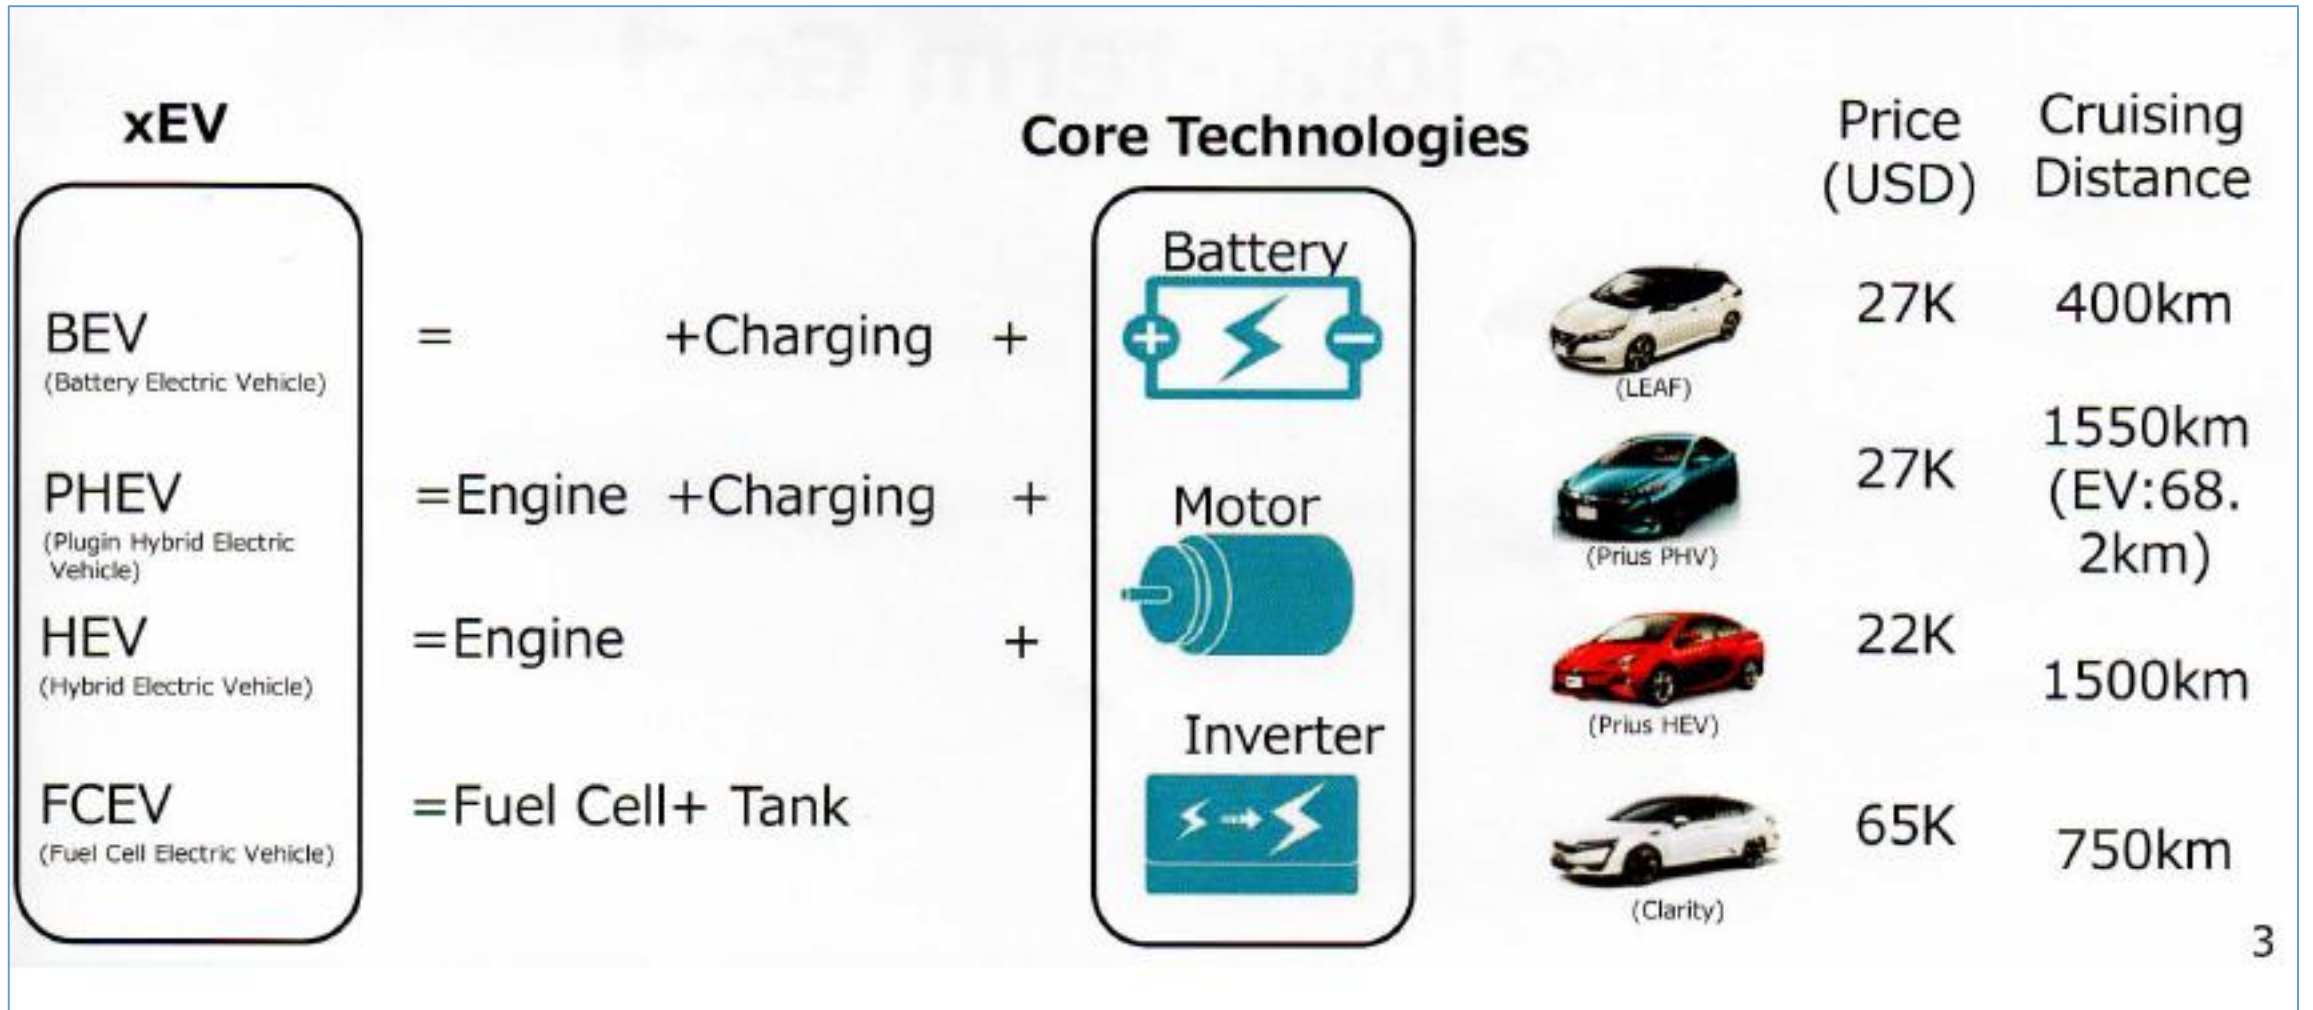 xEV
Core Technologies
Price
(USD)
Cruising
Distance
BEV
(Battery Electric Vehicle)
= +Charging +
PHEV
(Plugin Hybrid Electric
Vehicle)
=Engine +Charging +
HEV
(Hybrid Electric Vehicle)
=Engine +
FCEV
(Fuel Cell Electric Vehicle)
=Fuel Cell+ Tank
Battery
Motor
Inverter
(LEAF)
27K
400km
(Prius PHV)
27K
1550km
(EV:68.
2km)
(Prius HEV)
22K
1500km
(Clarity)
65K
750km
3